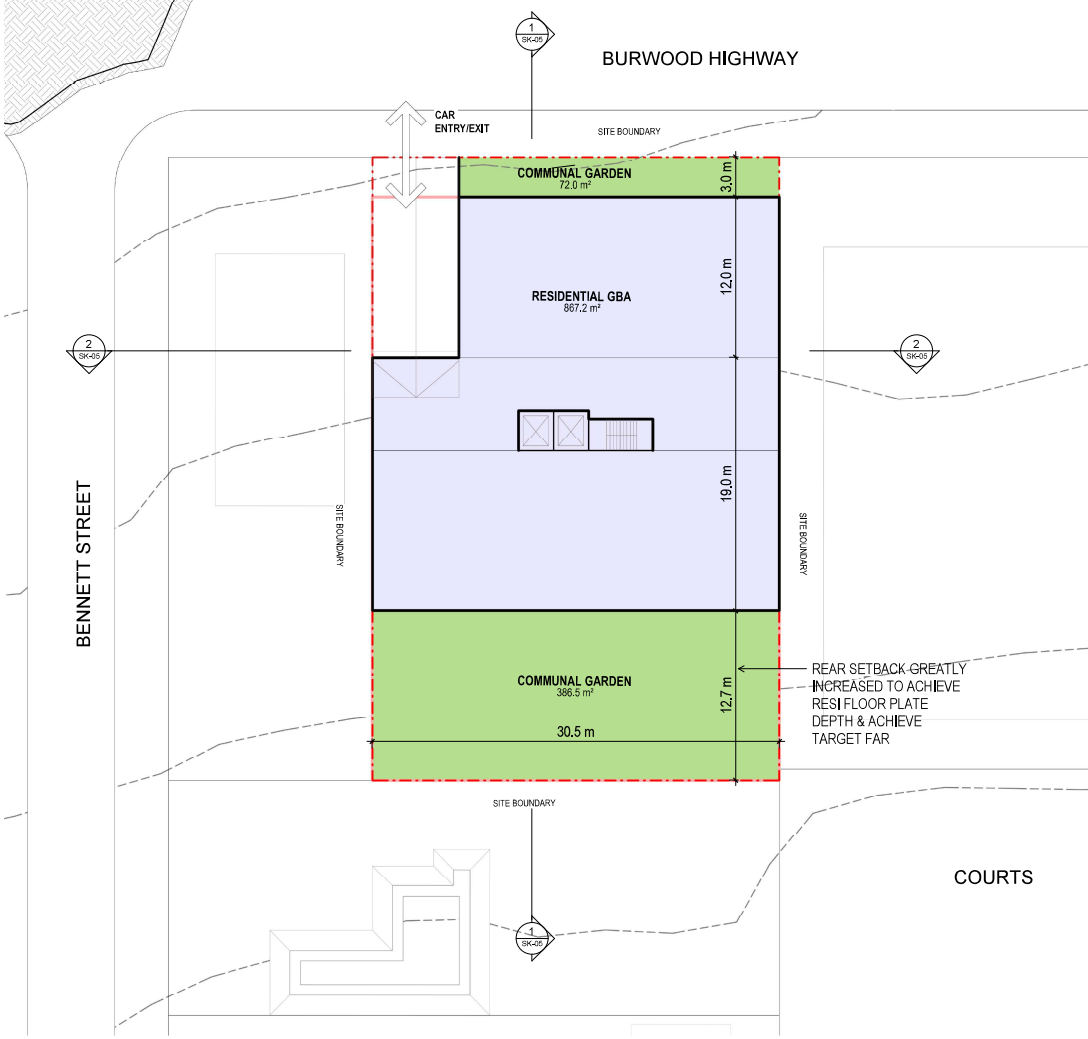 1
SK-05
BURWOOD HIGHWAY
CAR
ENTRY/EXIT
SITE BOUNDARY
COMMUNAL GARDEN
72.0 m²
3.0 m
12.0 m
RESIDENTIAL GBA
867.2 m²
2
SK-05
2
SK-05
19.0 m
BENNETT STREET
SITE BOUNDARY
SITE BOUNDARY
COMMUNAL GARDEN
386.5 m²
12.7 m
30.5 m
REAR SETBACK GREATLY
INCREASED TO ACHIEVE
RESI FLOOR PLATE
DEPTH & ACHIEVE
TARGET FAR
SITE BOUNDARY
COURTS
1
SK-05